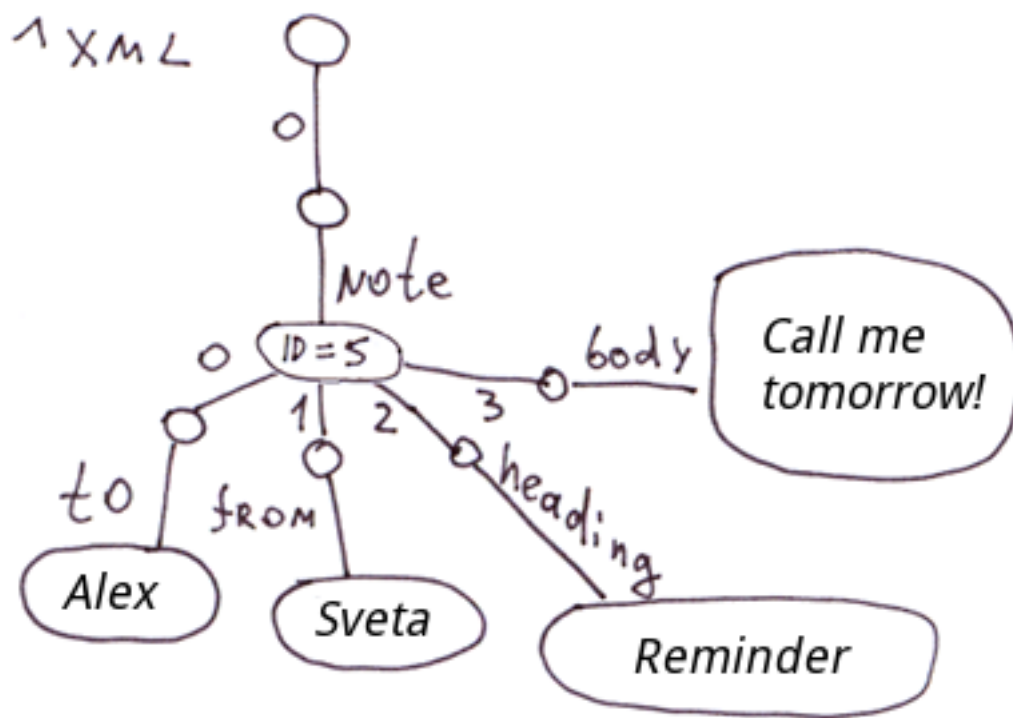 1 XML
0
Note
ID = 5
0
1
2
3
body
Call me
tomorrow!
to
from
heading
Alex
Sveta
Reminder